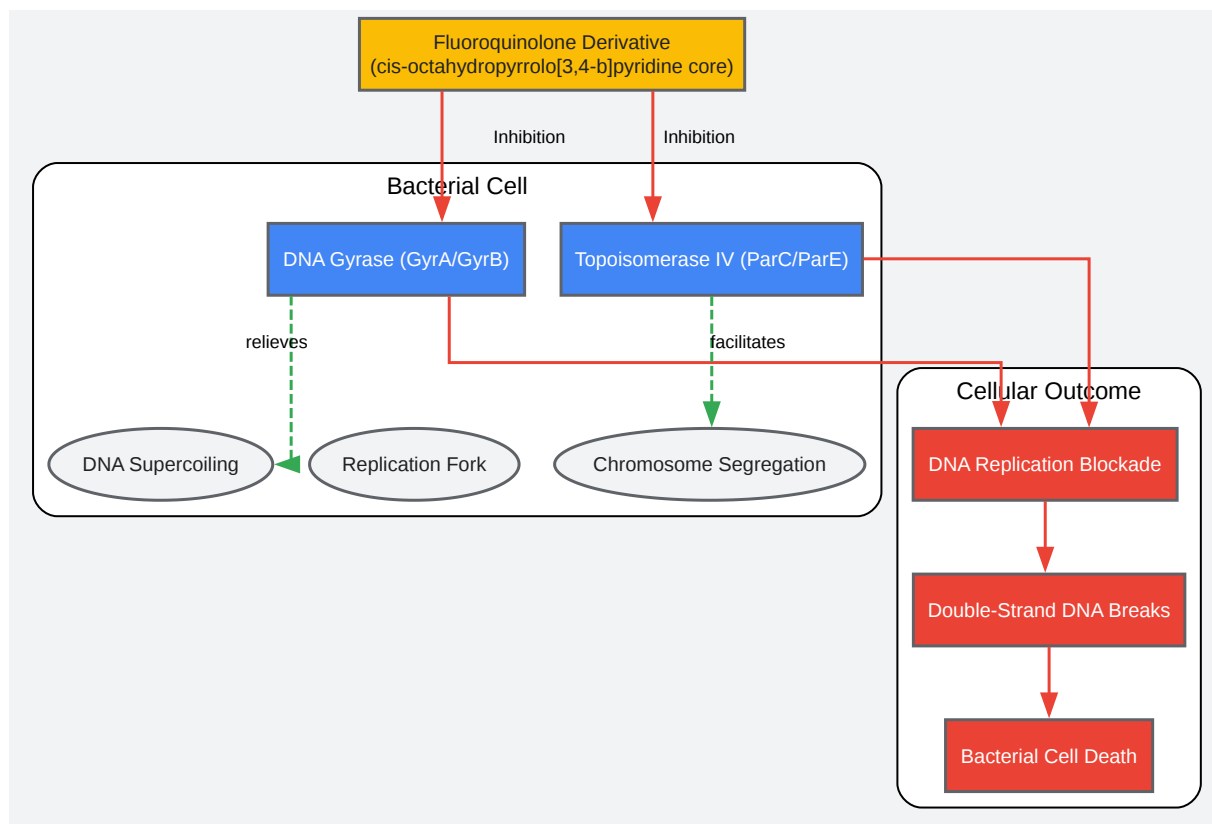 Fluoroquinolone Derivative
(cis-octahydropyrrolo[3,4-b]pyridine core)
Inhibition
Inhibition
Bacterial Cell
DNA Gyrase (GyrA/GyrB)
Topoisomerase IV (ParC/ParE)
relieves
facilitates
Cellular Outcome
DNA Supercoiling
Replication Fork
Chromosome Segregation
DNA Replication Blockade
Double-Strand DNA Breaks
Bacterial Cell Death